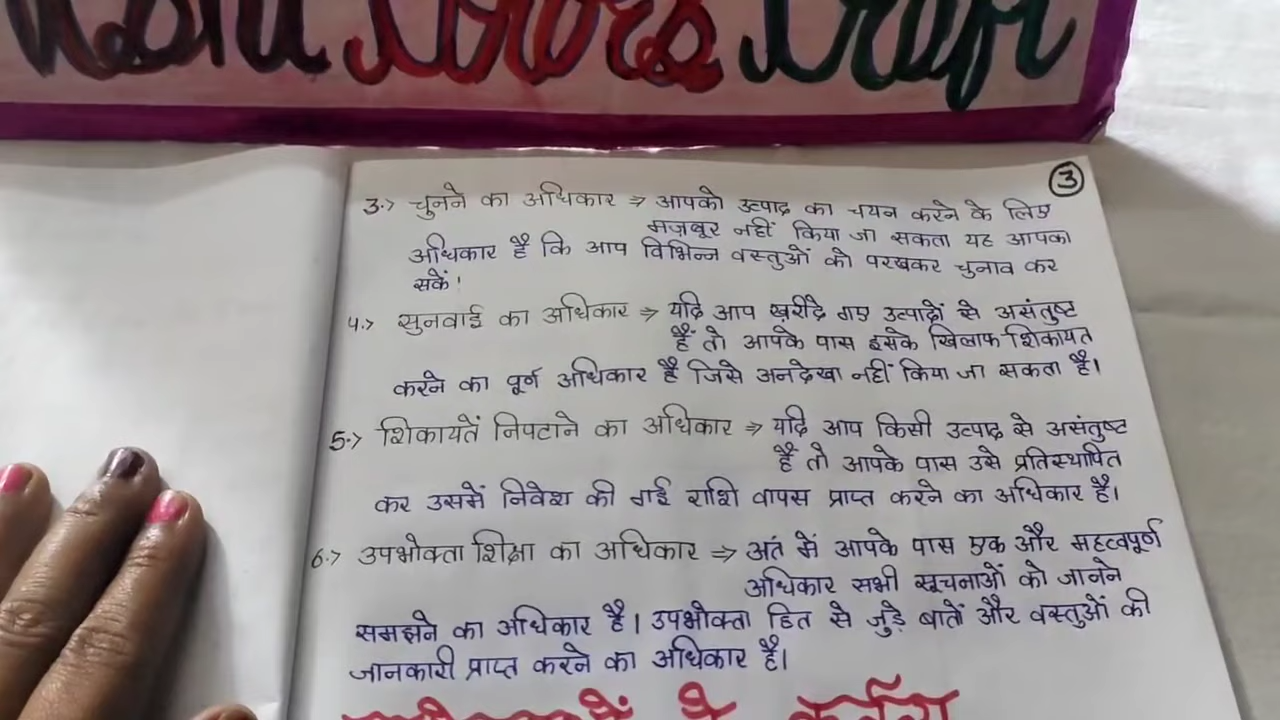 3
3.> चुनने का अधिकार ⇒ आपको उत्पाद का चयन करने के लिए
मज़बूर नहीं किया जा सकता यह आपका
अधिकार है कि आप विभिन्न वस्तुओं को परखकर चुनाव कर
सकें।
4.> सुनवाई का अधिकार ⇒ यदि आप ख़रीदे गए उत्पादों से असंतुष्ट
हैं तो आपके पास इसके खिलाफ शिकायत
करने का पूर्ण अधिकार है जिसे अनदेखा नहीं किया जा सकता है।
5.> शिकायतें निपटाने का अधिकार ⇒ यदि आप किसी उत्पाद से असंतुष्ट
हैं तो आपके पास उसे प्रतिस्थापित
कर उसमें निवेश की गई राशि वापस प्राप्त करने का अधिकार है।
6.> उपभोक्ता शिक्षा का अधिकार ⇒ अंत में आपके पास एक और महत्वपूर्ण
अधिकार सभी सूचनाओं को जानने
समझने का अधिकार है। उपभोक्ता हित से जुड़े बातों और वस्तुओं की
जानकारी प्राप्त करने का अधिकार है।